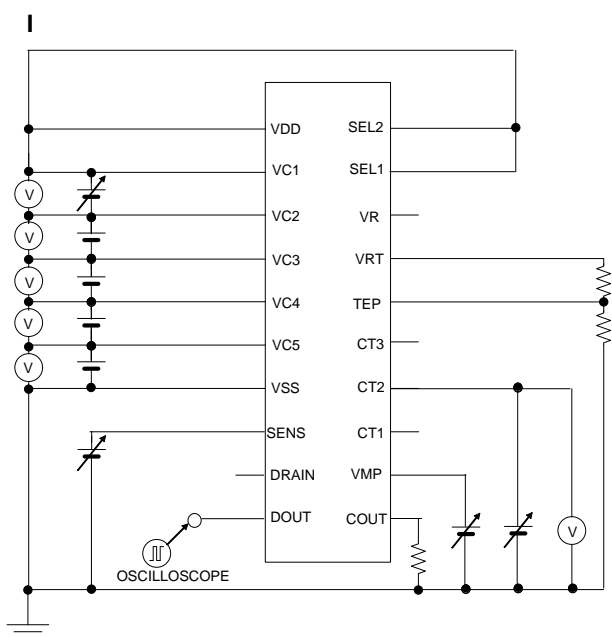 I
VDD
VC1
VC2
VC3
VC4
VC5
VSS
SENS
DRAIN
DOUT
SEL2
SEL1
VR
VRT
TEP
CT3
CT2
CT1
VMP
COUT
V
V
V
V
V
V
OSCILLOSCOPE